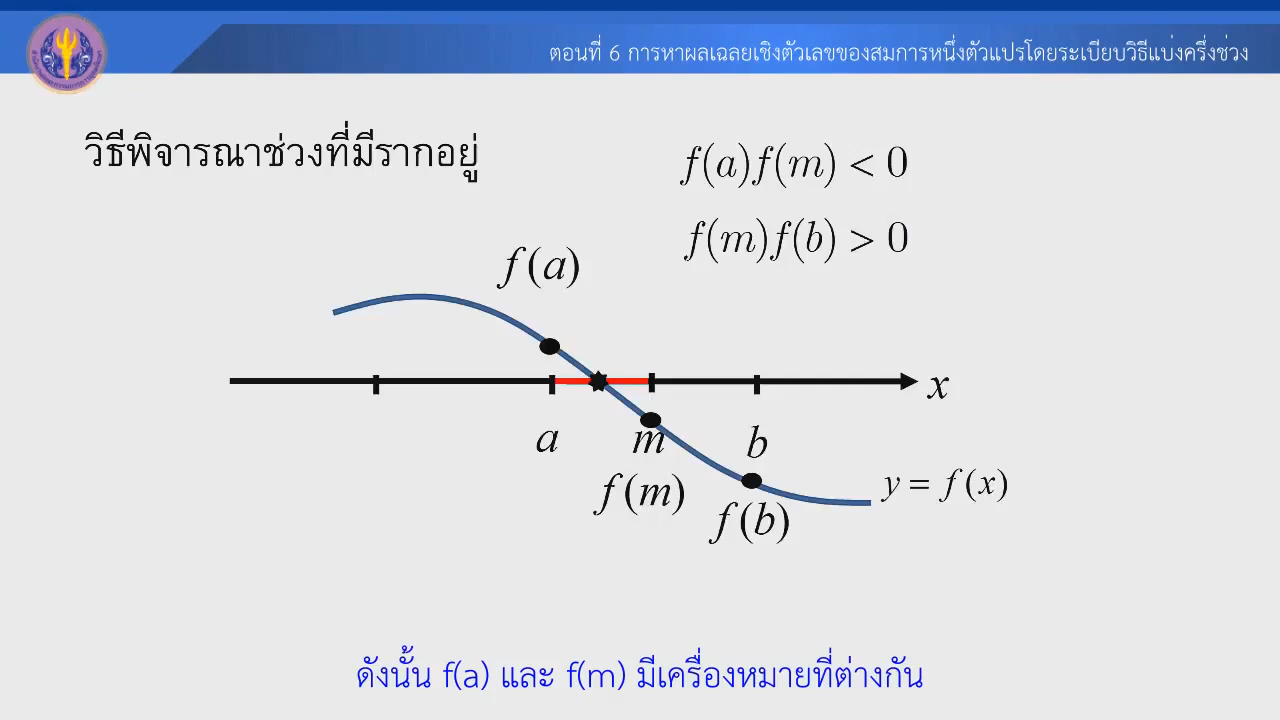 ตอนที่ 6 การหาผลเฉลยเชิงตัวเลขของสมการหนึ่งตัวแปรโดยระเบียบวิธีแบ่งครึ่งช่วง
วิธีพิจารณาช่วงที่มีรากอยู่
f(a)f(m) < 0
f(m)f(b) > 0
f(a)
x
a
m
b
f(m)
f(b)
y = f(x)
ดังนั้น f(a) และ f(m) มีเครื่องหมายที่ต่างกัน